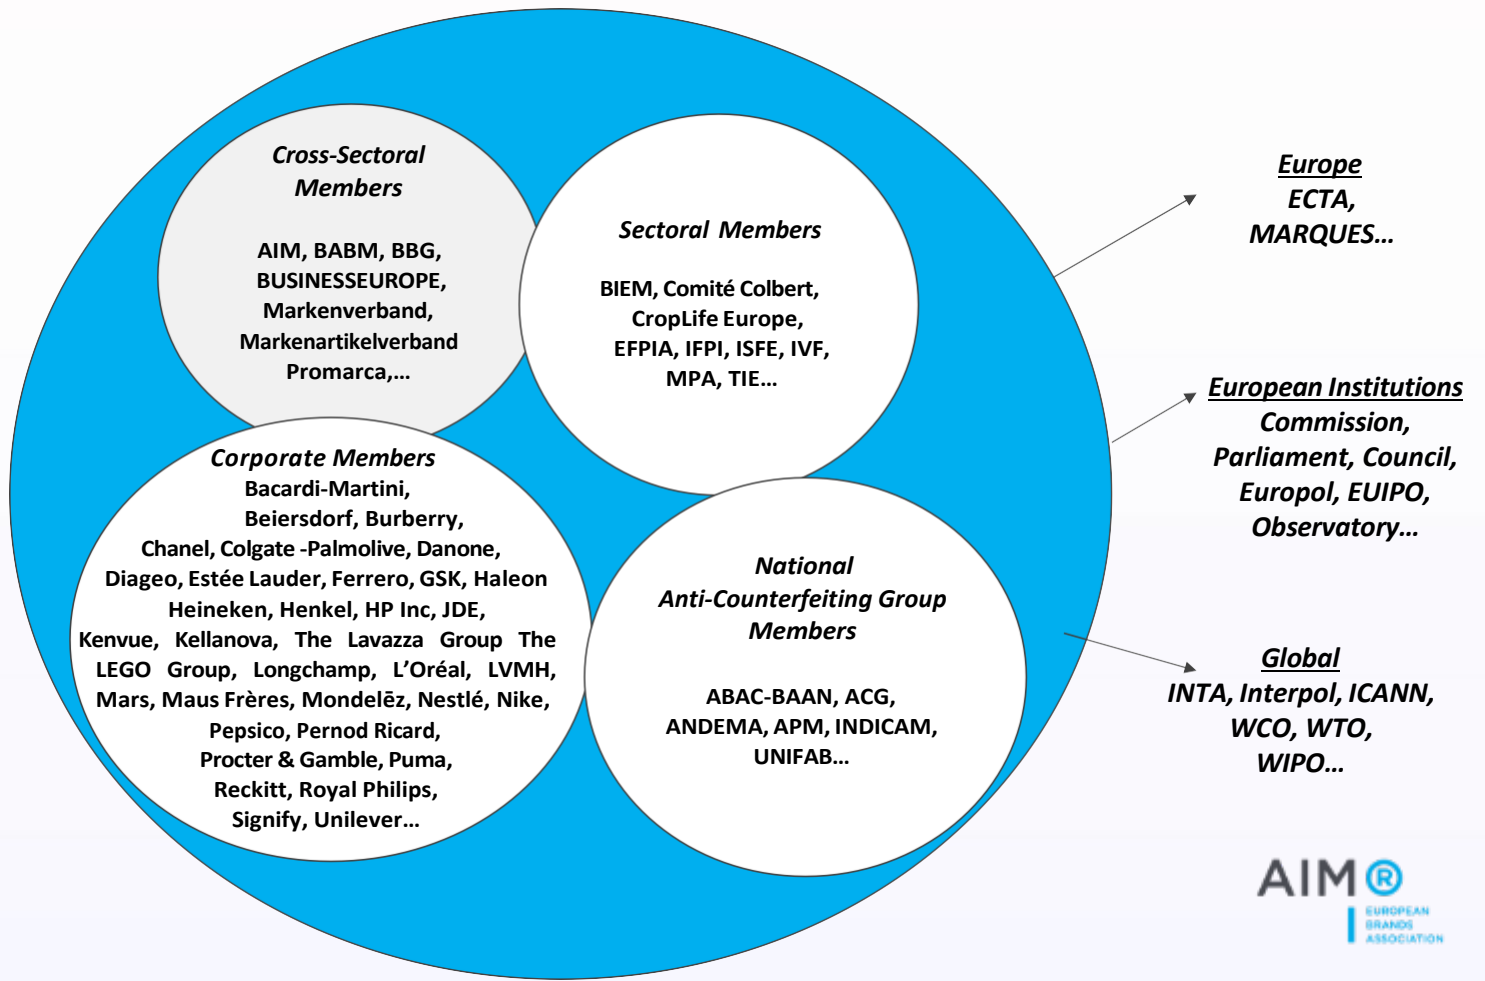 Cross-Sectoral
Members
AIM, BABM, BBG,
BUSINESSEUROPE,
Markenverband,
Markenartikelverband
Promarca,...
Sectoral Members
BIEM, Comité Colbert,
CropLife Europe,
EFPIA, IFPI, ISFE, IVF,
MPA, TIE...
Corporate Members
Bacardi-Martini,
Beiersdorf, Burberry,
Chanel, Colgate -Palmolive, Danone,
Diageo, Estée Lauder, Ferrero, GSK, Haleon
Heineken, Henkel, HP Inc, JDE,
Kenvue, Kellanova, The Lavazza Group The
LEGO Group, Longchamp, L'Oréal, LVMH,
Mars, Maus Frères, Mondelēz, Nestlé, Nike,
Pepsico, Pernod Ricard,
Procter & Gamble, Puma,
Reckitt, Royal Philips,
Signify, Unilever...
National
Anti-Counterfeiting Group
Members
ABAC-BAAN, ACG,
ANDEMA, APM, INDICAM,
UNIFAB...
Europe
ECTA,
MARQUES...
European Institutions
Commission,
Parliament, Council,
Europol, EUIPO,
Observatory...
Global
INTA, Interpol, ICANN,
WCO, WTO,
WIPO...
AIM ®
EUROPEAN
BRANDS
ASSOCIATION